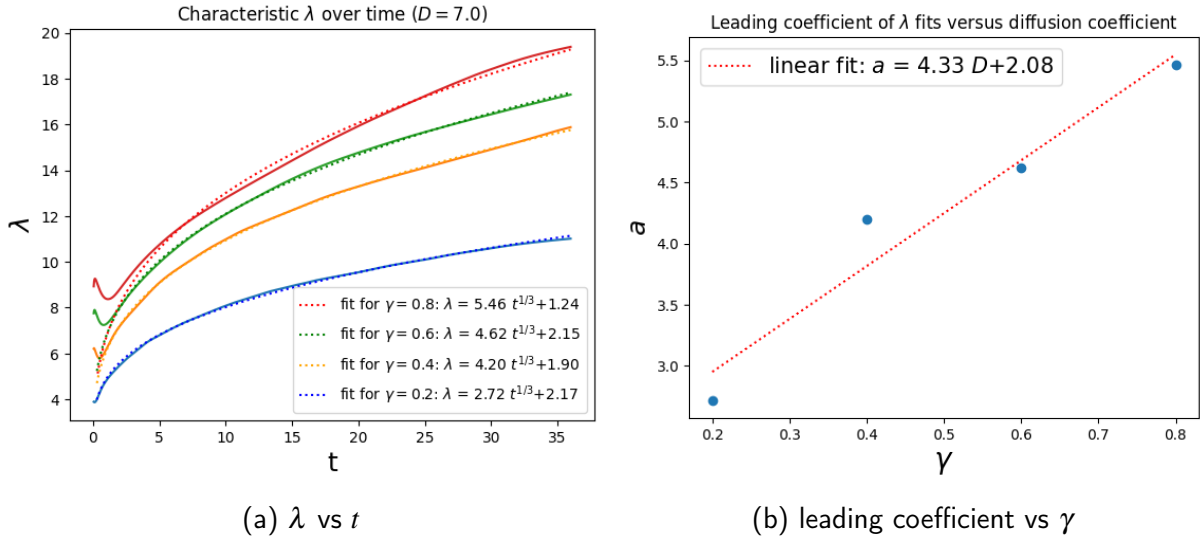 Characteristic λ over time (D = 7.0)
20
18
16
14
12
10
8
6
4
λ
fit for γ = 0.8: λ = 5.46 t^{1/3}+1.24
fit for γ = 0.6: λ = 4.62 t^{1/3}+2.15
fit for γ = 0.4: λ = 4.20 t^{1/3}+1.90
fit for γ = 0.2: λ = 2.72 t^{1/3}+2.17
0 5 10 15 20 25 30 35
t
(a) λ vs t
Leading coefficient of λ fits versus diffusion coefficient
linear fit: a = 4.33 D+2.08
5.5
5.0
4.5
4.0
3.5
3.0
a
0.2 0.3 0.4 0.5 0.6 0.7 0.8
γ
(b) leading coefficient vs γ